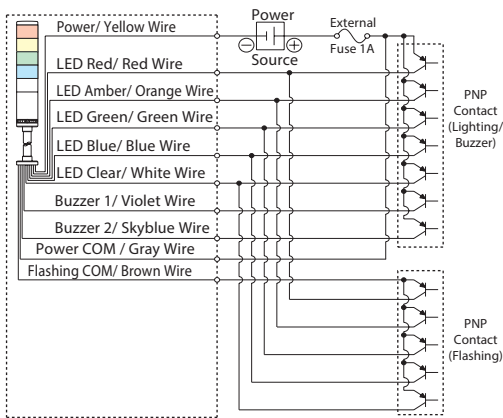 Power/ Yellow Wire
Power
Source
External
Fuse 1A
LED Red/ Red Wire
LED Amber/ Orange Wire
LED Green/ Green Wire
LED Blue/ Blue Wire
LED Clear/ White Wire
Buzzer 1/ Violet Wire
Buzzer 2/ Skyblue Wire
Power COM / Gray Wire
Flashing COM/ Brown Wire
PNP
Contact
(Lighting/
Buzzer)
PNP
Contact
(Flashing)